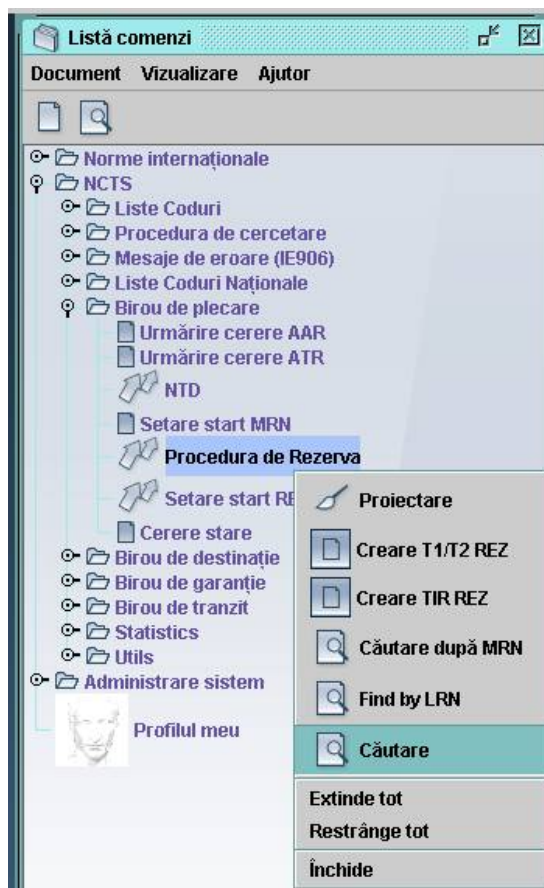 Listă comenzi
Document Vizualizare Ajutor
Norme internaționale
NCTS
Liste Coduri
Procedura de cercetare
Mesaje de eroare (IE906)
Liste Coduri Naționale
Birou de plecare
Urmărire cerere AAR
Urmărire cerere ATR
NTD
Setare start MRN
Procedura de Rezerva
Setare start RE
Cerere stare
Birou de destinație
Birou de garanție
Birou de tranzit
Statistics
Utils
Administrare sistem
Profilul meu
Proiectare
Creare T1/T2 REZ
Creare TIR REZ
Căutare după MRN
Find by LRN
Căutare
Extinde tot
Restrânge tot
Închide